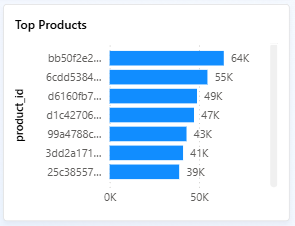 Top Products
product_id
bb50f2e2... 64K
6cdd5384... 55K
d6160fb7... 49K
d1c42706... 47K
99a4788c... 43K
3dd2a171... 41K
25c38557... 39K
0K 50K